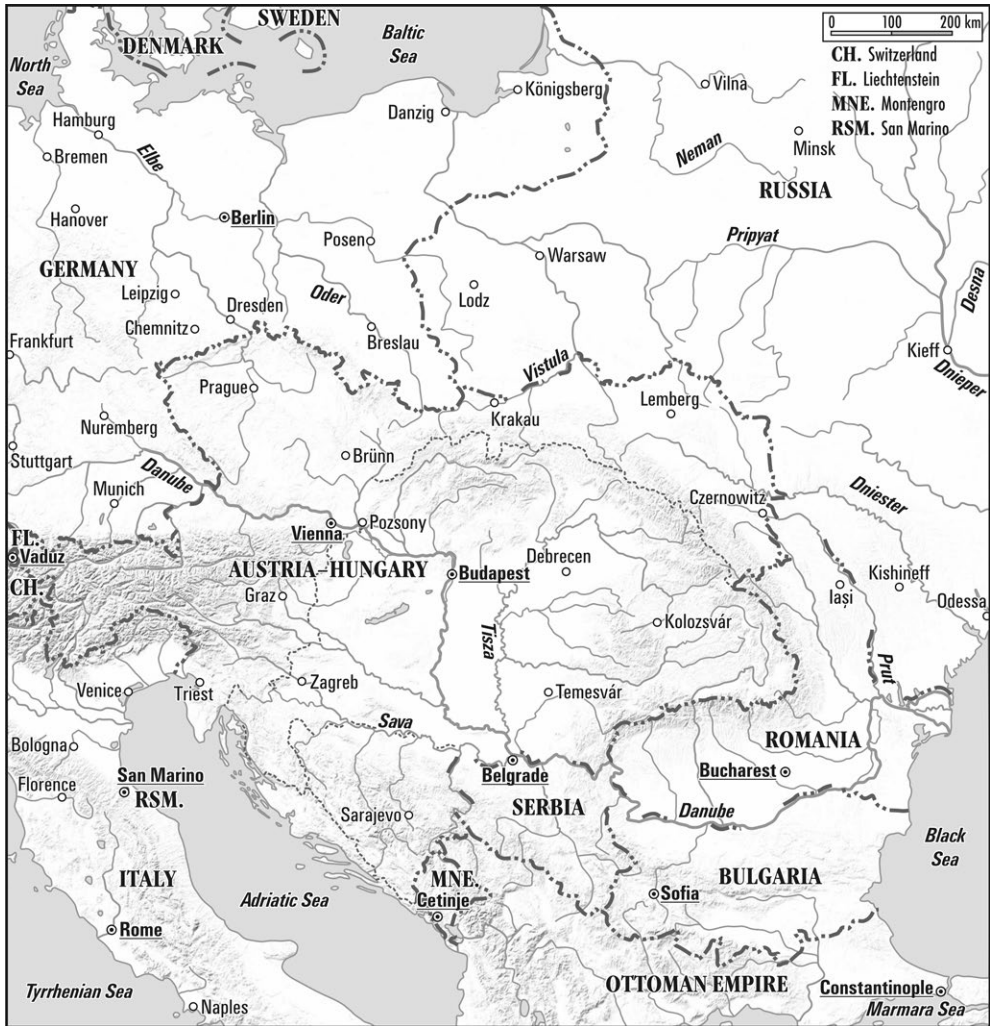 SWEDEN
DENMARK
Baltic
Sea
North
Sea
0 100 200 km
CH. Switzerland
FL. Liechtenstein
MNE. Montengro
RSM. San Marino
Königsberg
Vilna
Danzig
Hamburg
Bremen
Elbe
Neman
Minsk
RUSSIA
Hanover
Berlin
Posen
Warsaw
Pripyat
GERMANY
Leipzig
Dresden
Oder
Lodz
Desna
Chemnitz
Breslau
Frankfurt
Kieff
Vistula
Dnieper
Prague
Krakau
Lemberg
Nuremberg
Stuttgart
Brünn
Danube
Munich
Czernowitz
Dniester
Vienna
Pozsony
FL.
Vaduz
CH.
AUSTRIA–HUNGARY
Debrecen
Budapest
Graz
Iași
Kishineff
Odessa
Kolozsvár
Tisza
Prut
Venice
Triest
Zagreb
Temesvár
Sava
ROMANIA
Bologna
Florence
San Marino
RSM.
Belgrade
Bucharest
SERBIA
Danube
Sarajevo
Black
Sea
ITALY
MNE.
Cetinje
Adriatic Sea
Sofia
BULGARIA
Rome
OTTOMAN EMPIRE
Tyrrhenian Sea
Constantinople
Marmara Sea
Naples